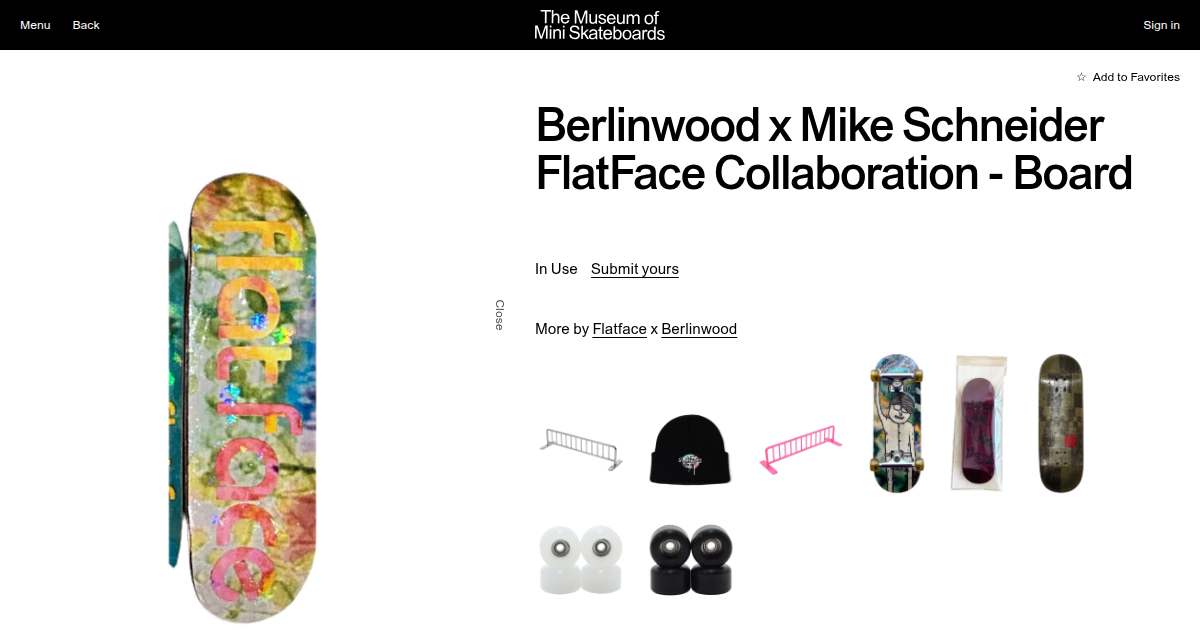 Menu
Back
The Museum of
Mini Skateboards
Sign in
☆ Add to Favorites
Berlinwood x Mike Schneider
FlatFace Collaboration - Board
In Use Submit yours
Close
More by Flatface x Berlinwood
flatface